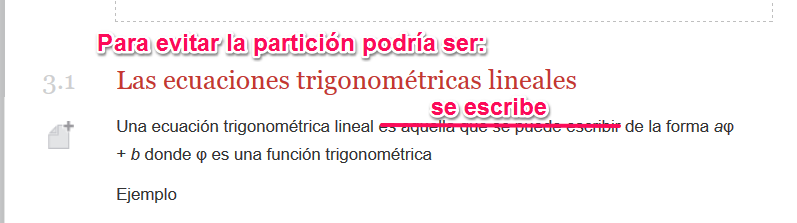 Para evitar la partición podría ser:
3.1 Las ecuaciones trigonométricas lineales
se escribe
Una ecuación trigonométrica lineal es aquella que se puede escribir de la forma aφ
+ b donde φ es una función trigonométrica
Ejemplo